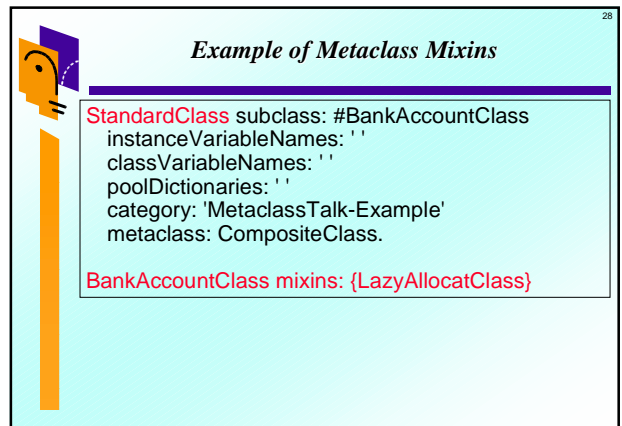 28
Example of Metaclass Mixins
StandardClass subclass: #BankAccountClass
instanceVariableNames: ' '
classVariableNames: ' '
poolDictionaries: ' '
category: 'MetaclassTalk-Example'
metaclass: CompositeClass.
BankAccountClass mixins: {LazyAllocatClass}